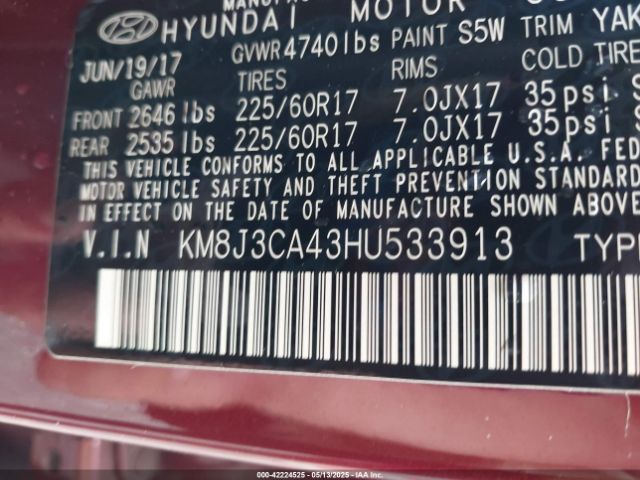 HYUNDAI MOTOR
JUN/19/17 GVWR 4740 lbs PAINT S5W TRIM YAK
GAWR TIRES RIMS COLD TIRE
FRONT 2646 lbs 225/60R17 7.0JX17 35psi
REAR 2535 lbs 225/60R17 7.0JX17 35psi
THIS VEHICLE CONFORMS TO ALL APPLICABLE U.S.A. FED
MOTOR VEHICLE SAFETY AND THEFT PREVENTION STANDAR
IN EFFECT ON THE DATE OF MANUFACTURE SHOWN ABOVE
V.I.N KM8J3CA43HU533913 TYP
000-42224525 - 05/13/2025 - IAA, Inc.